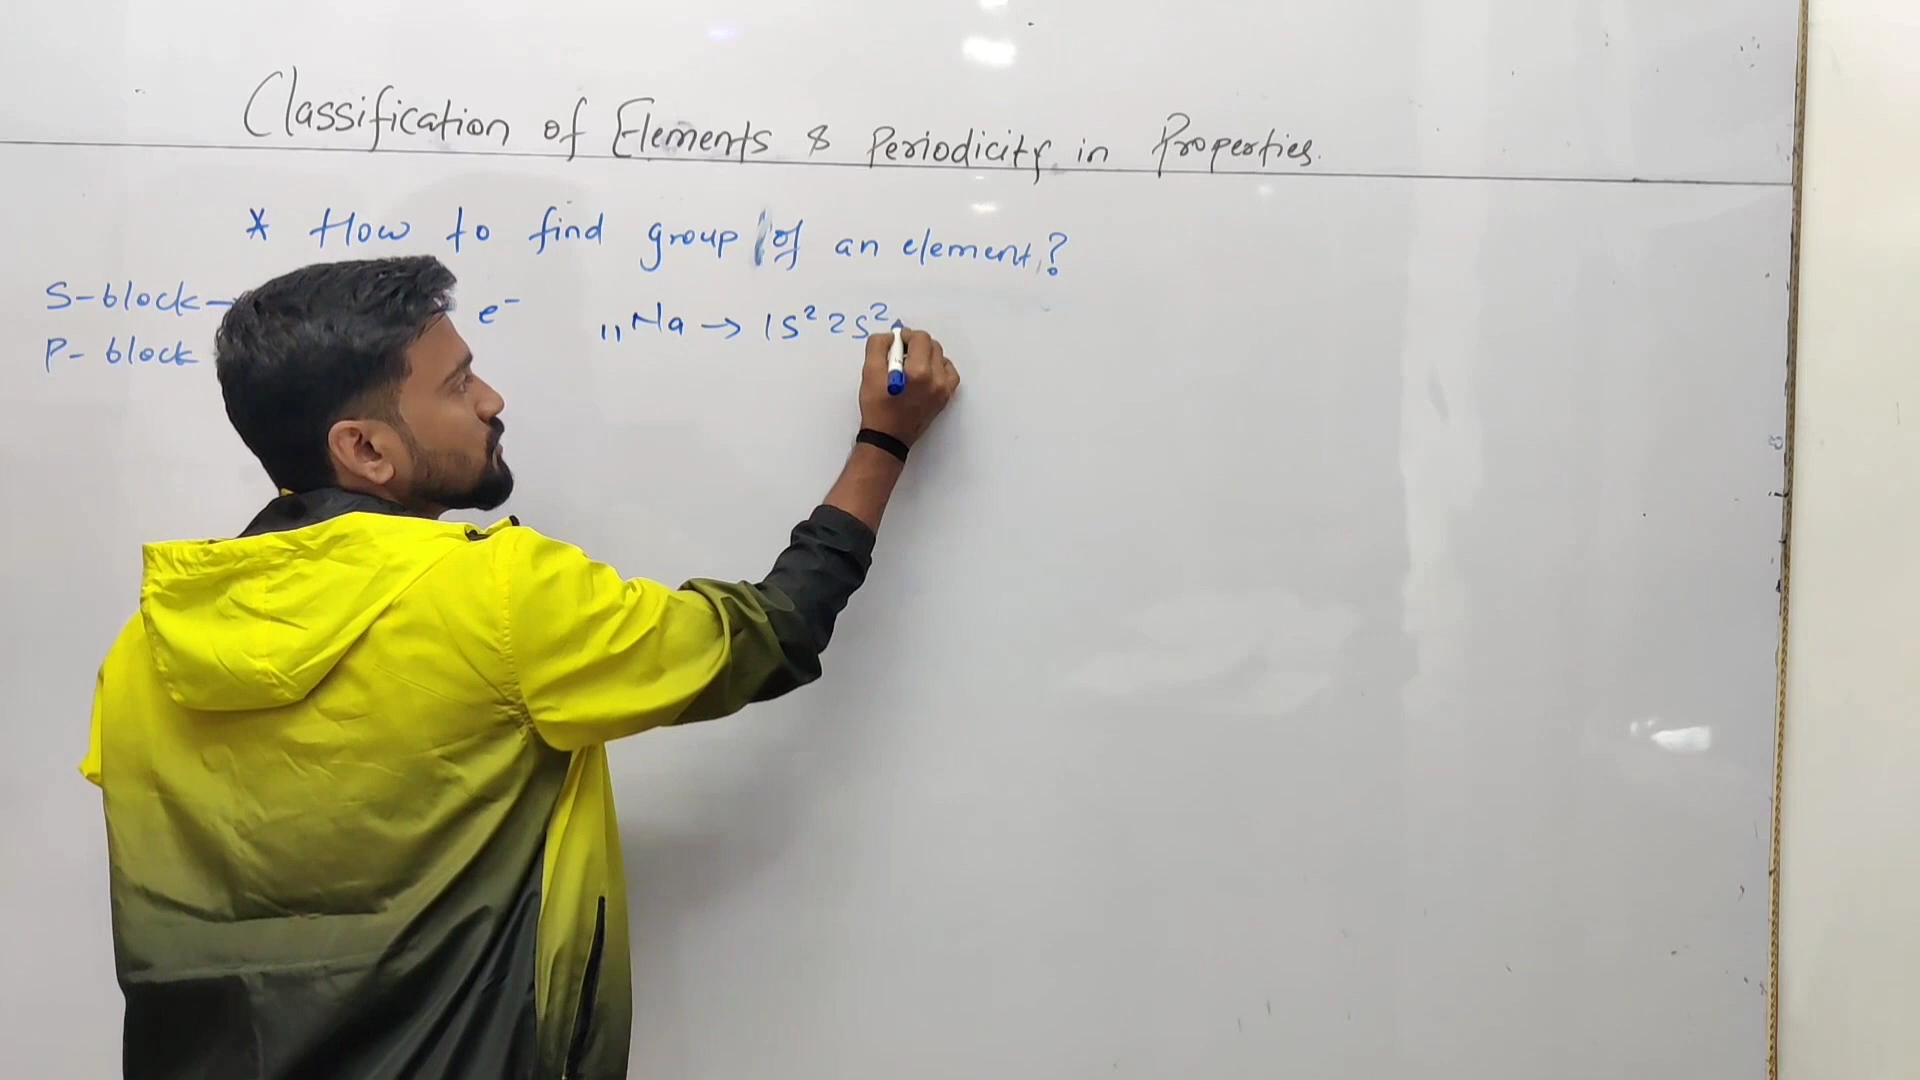 Classification of Elements & Periodicity in Properties.
* How to find group of an element?
S-block→ e⁻
₁₁Na → 1S² 2S²
P-block